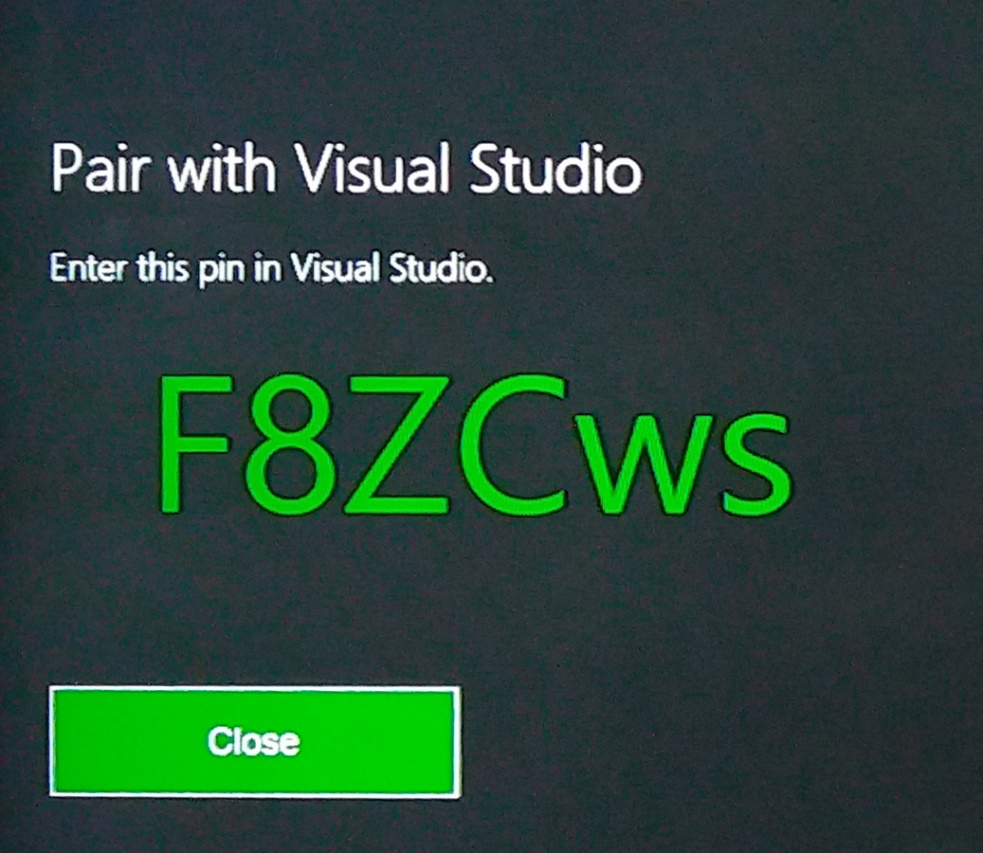 Pair with Visual Studio
Enter this pin in Visual Studio.
F8ZCws
Close